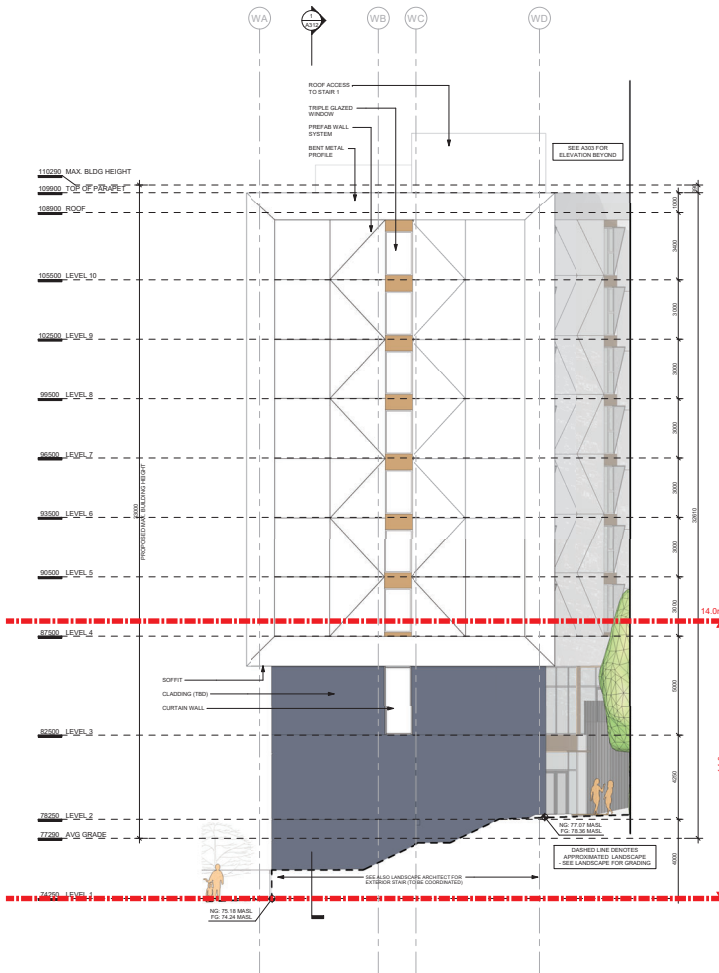 WA
WB
WC
WD
1
A312
ROOF ACCESS
TO STAIR 1
TRIPLE GLAZED
WINDOW
PREFAB WALL
SYSTEM
BENT METAL
PROFILE
SEE A303 FOR
ELEVATION BEYOND
110290 MAX. BLDG HEIGHT
109900 TOP OF PARAPET
108900 ROOF
1000
3400
105500 LEVEL 10
3000
102500 LEVEL 9
3000
99500 LEVEL 8
3000
96500 LEVEL 7
3000
93500 LEVEL 6
3000
90500 LEVEL 5
3000
87500 LEVEL 4
PROPOSED MAX. BUILDING HEIGHT
32610
14.0m
SOFFIT
CLADDING (TBD)
CURTAIN WALL
5000
82500 LEVEL 3
4250
78250 LEVEL 2
77290 AVG GRADE
4000
NG: 77.07 MASL
FG: 78.36 MASL
DASHED LINE DENOTES
APPROXIMATED LANDSCAPE
- SEE LANDSCAPE FOR GRADING
SEE ALSO LANDSCAPE ARCHITECT FOR
EXTERIOR STAIR (TO BE COORDINATED)
74250 LEVEL 1
NG: 75.18 MASL
FG: 74.24 MASL